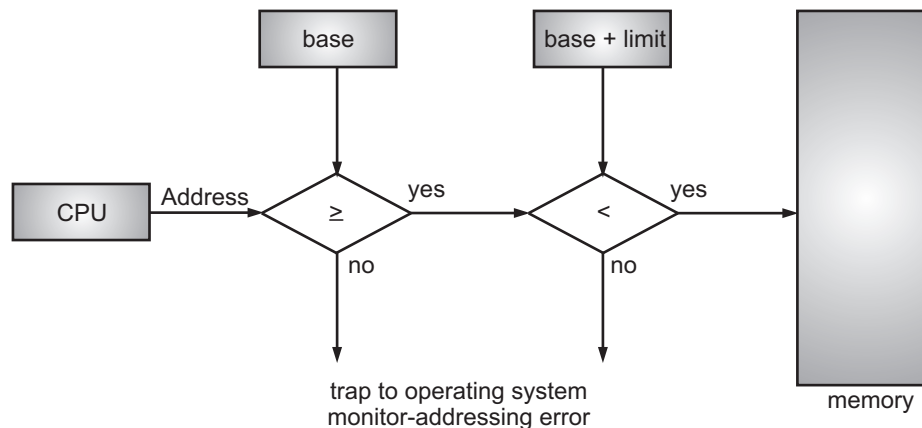 base
base + limit
CPU
Address
≥
yes
<
yes
no
no
trap to operating system
monitor-addressing error
memory